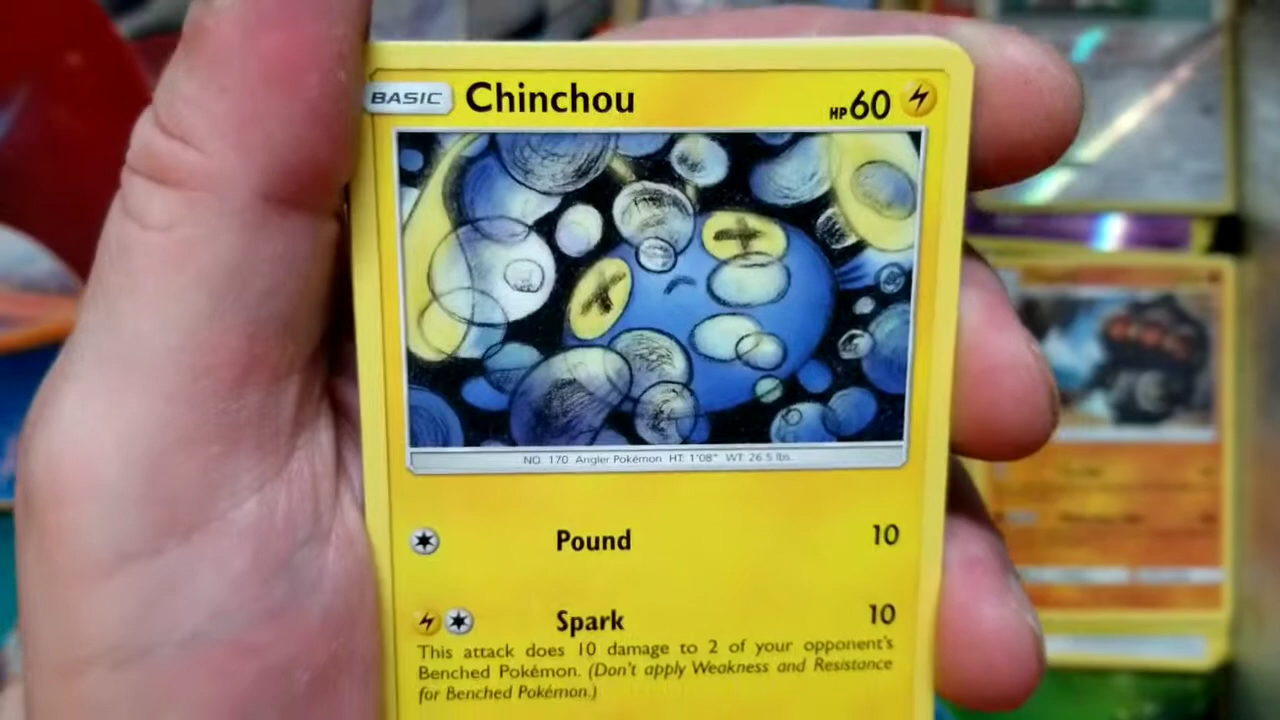 BASIC Chinchou HP60
NO. 170 Angler Pokémon HT: 1'08" WT: 26.5 lbs.
Pound 10
Spark 10
This attack does 10 damage to 2 of your opponent's
Benched Pokémon. (Don't apply Weakness and Resistance
for Benched Pokémon.)